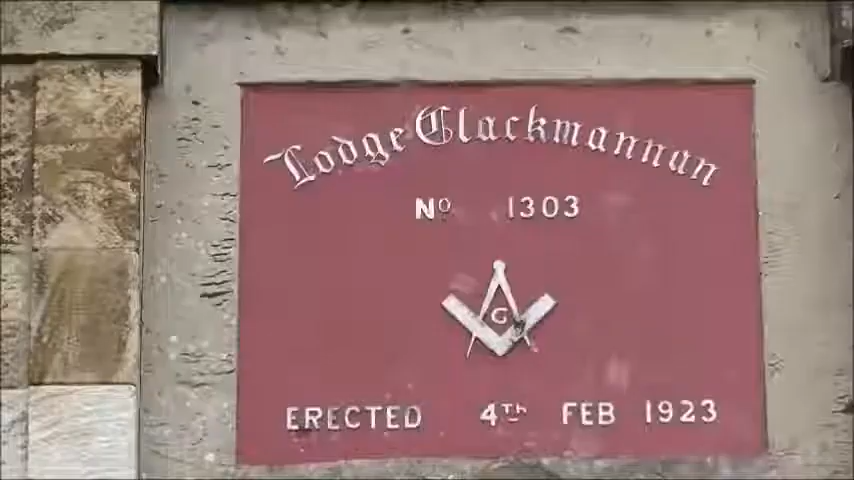 Lodge Clackmannan
Nº 1303
G
ERECTED 4Th FEB 1923